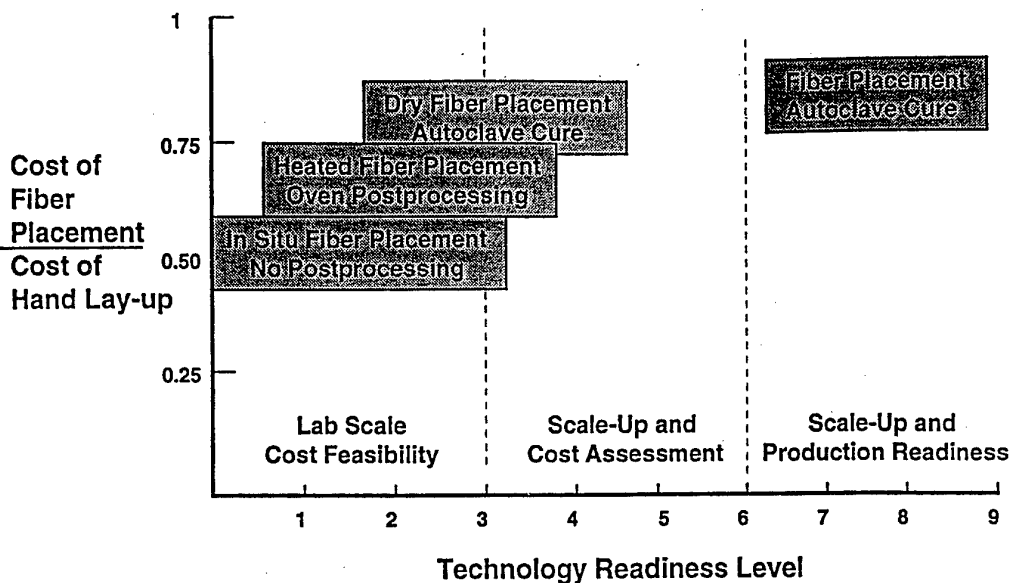 1
Dry Fiber Placement
Autoclave Cure
Fiber Placement
Autoclave Cure
0.75
Heated Fiber Placement
Oven Postprocessing
Cost of
Fiber
Placement
Cost of
Hand Lay-up
In Situ Fiber Placement
No Postprocessing
0.50
0.25
Lab Scale
Cost Feasibility
Scale-Up and
Cost Assessment
Scale-Up and
Production Readiness
1 2 3 4 5 6 7 8 9
Technology Readiness Level